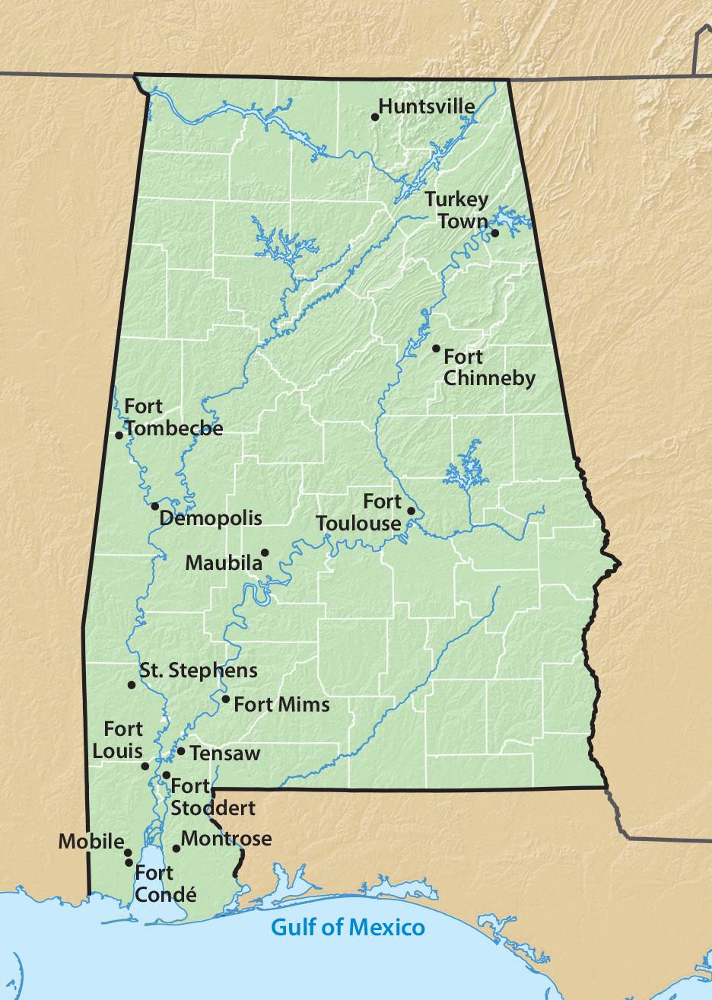 Huntsville
Turkey
Town
Fort
Chinneby
Fort
Tombecbe
Fort
Toulouse
Demopolis
Maubila
St. Stephens
Fort Mims
Fort
Louis
Tensaw
Fort
Stoddert
Mobile
Montrose
Fort
Condé
Gulf of Mexico